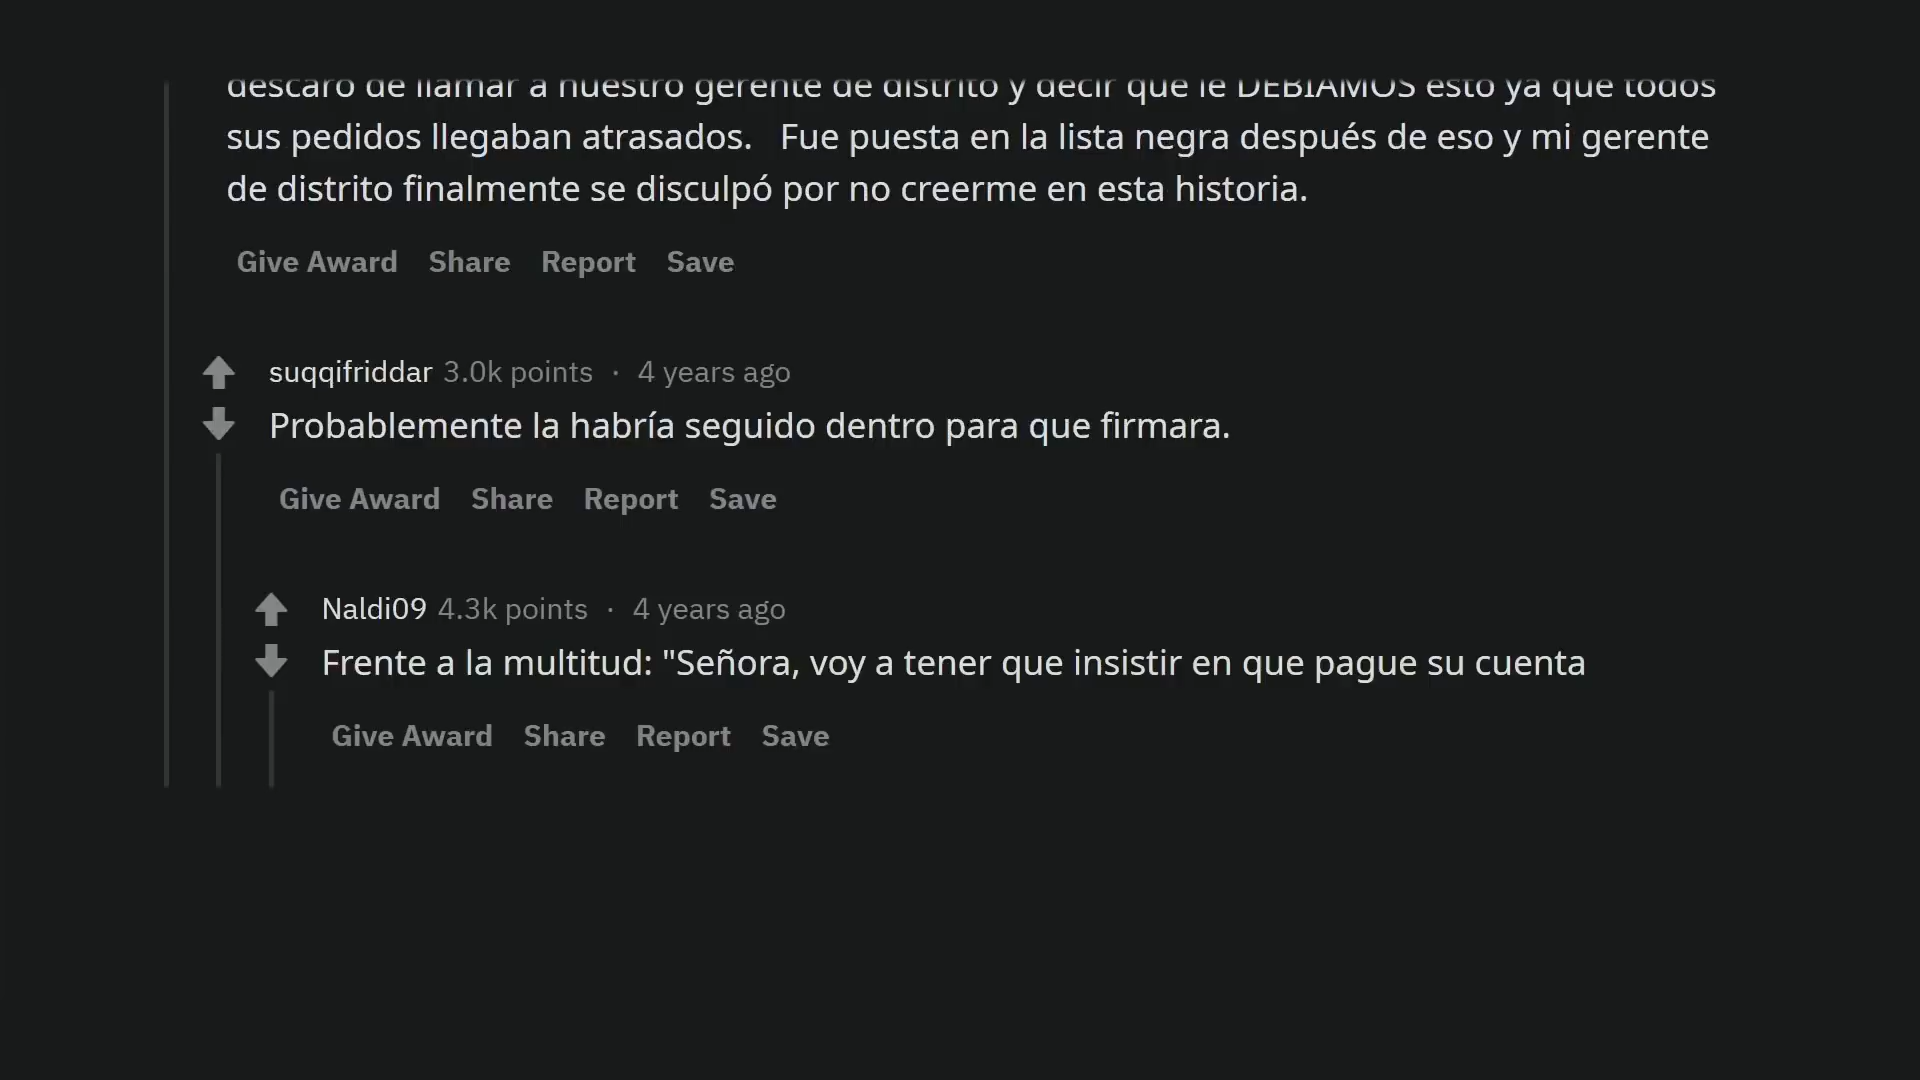 descaro de llamar a nuestro gerente de distrito y decir que le DEBIAMOS esto ya que todos
sus pedidos llegaban atrasados.   Fue puesta en la lista negra después de eso y mi gerente
de distrito finalmente se disculpó por no creerme en esta historia.
Give Award Share Report Save
suqqifriddar 3.0k points · 4 years ago
Probablemente la habría seguido dentro para que firmara.
Give Award Share Report Save
Naldi09 4.3k points · 4 years ago
Frente a la multitud: "Señora, voy a tener que insistir en que pague su cuenta
Give Award Share Report Save